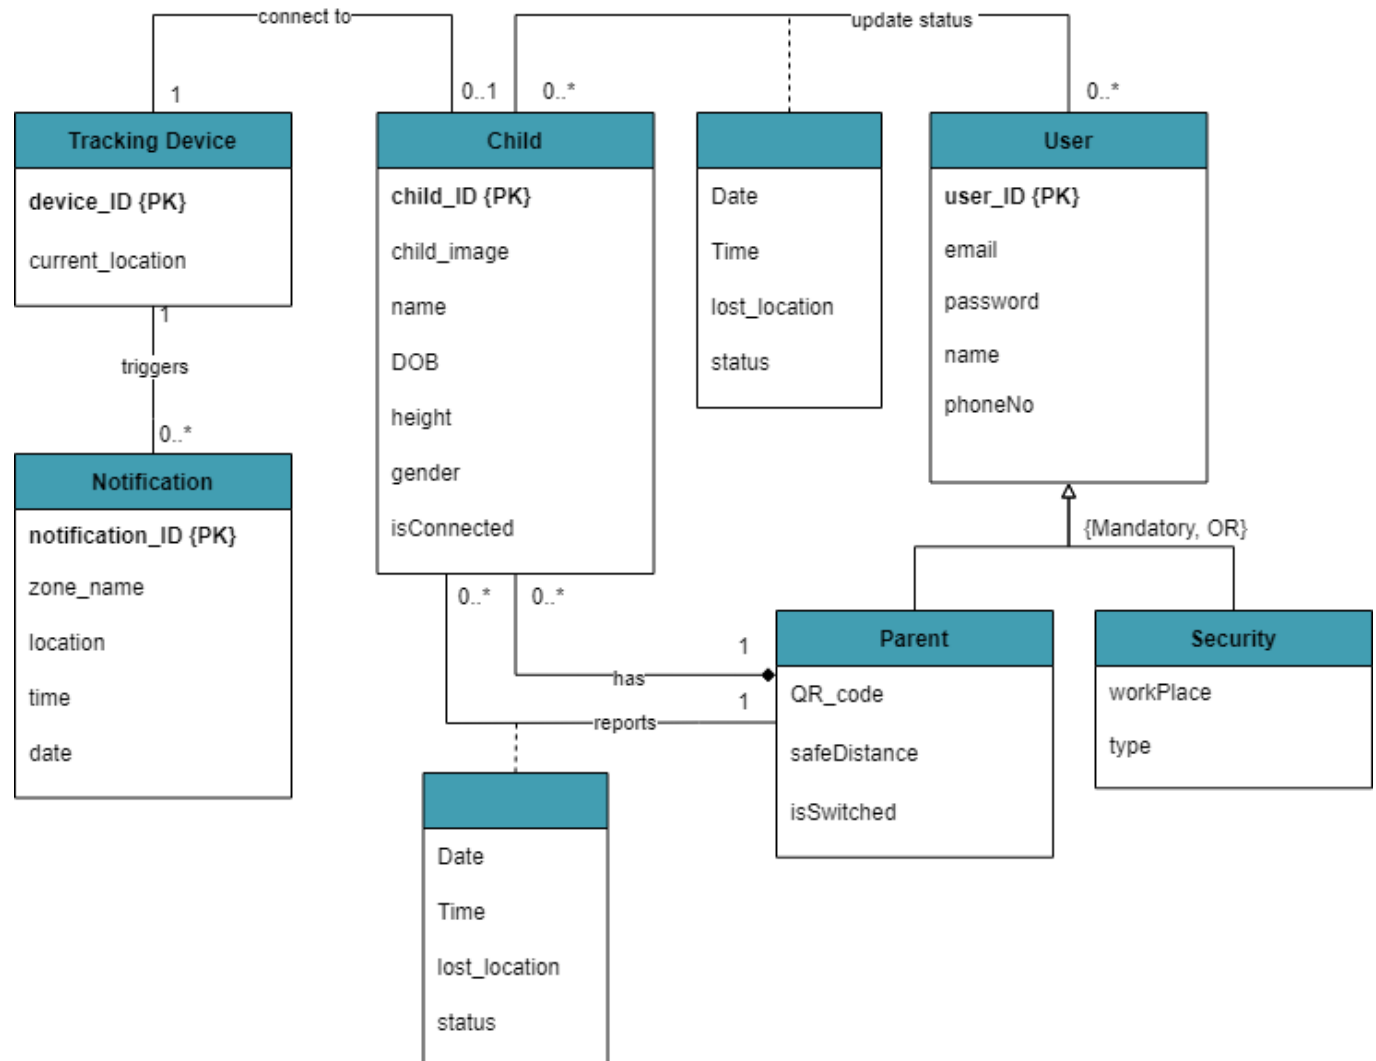 connect to
update status
1
0..1
0..*
0..*
Tracking Device
device_ID {PK}
current_location
Child
child_ID {PK}
child_image
name
DOB
height
gender
isConnected
Date
Time
lost_location
status
User
user_ID {PK}
email
password
name
phoneNo
1
triggers
0..*
Notification
notification_ID {PK}
zone_name
location
time
date
{Mandatory, OR}
0..*
0..*
1
has
1
reports
Parent
QR_code
safeDistance
isSwitched
Security
workPlace
type
Date
Time
lost_location
status